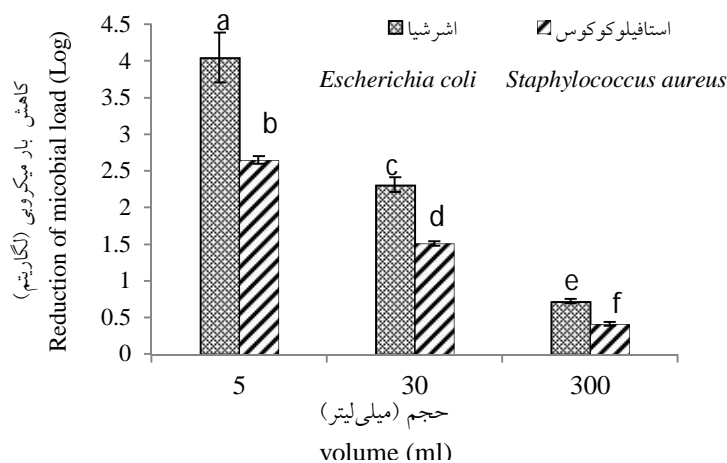 4.5
4
3.5
3
2.5
2
1.5
1
0.5
0
کاهش بار میکروبی (لگاریتم)
Reduction of micobial load (Log)
اشرشیا
استافیلوکوکوس
Escherichia coli
Staphylococcus aureus
a
b
c
d
e
f
5
30
300
حجم (میلی‌لیتر)
volume (ml)